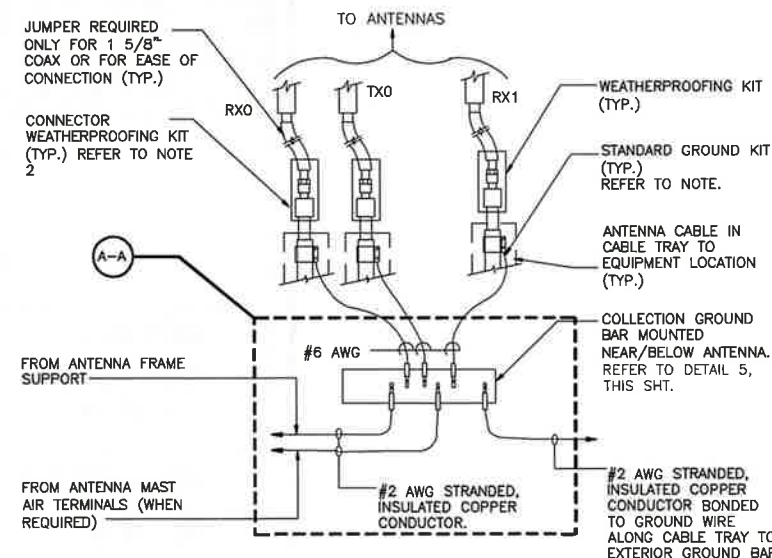 TO ANTENNAS
JUMPER REQUIRED
ONLY FOR 1 5/8"
COAX OR FOR EASE OF
CONNECTION (TYP.)
RX0
TX0
RX1
WEATHERPROOFING KIT
(TYP.)
CONNECTOR
WEATHERPROOFING KIT
(TYP.) REFER TO NOTE
2
STANDARD GROUND KIT
(TYP.)
REFER TO NOTE.
ANTENNA CABLE IN
CABLE TRAY TO
EQUIPMENT LOCATION
(TYP.)
A-A
COLLECTION GROUND
BAR MOUNTED
NEAR/BELOW ANTENNA.
REFER TO DETAIL 5,
THIS SHT.
#6 AWG
FROM ANTENNA FRAME
SUPPORT
FROM ANTENNA MAST
AIR TERMINALS (WHEN
REQUIRED)
#2 AWG STRANDED,
INSULATED COPPER
CONDUCTOR.
#2 AWG STRANDED,
INSULATED COPPER
CONDUCTOR BONDED
TO GROUND WIRE
ALONG CABLE TRAY TO
EXTERIOR GROUND BAR